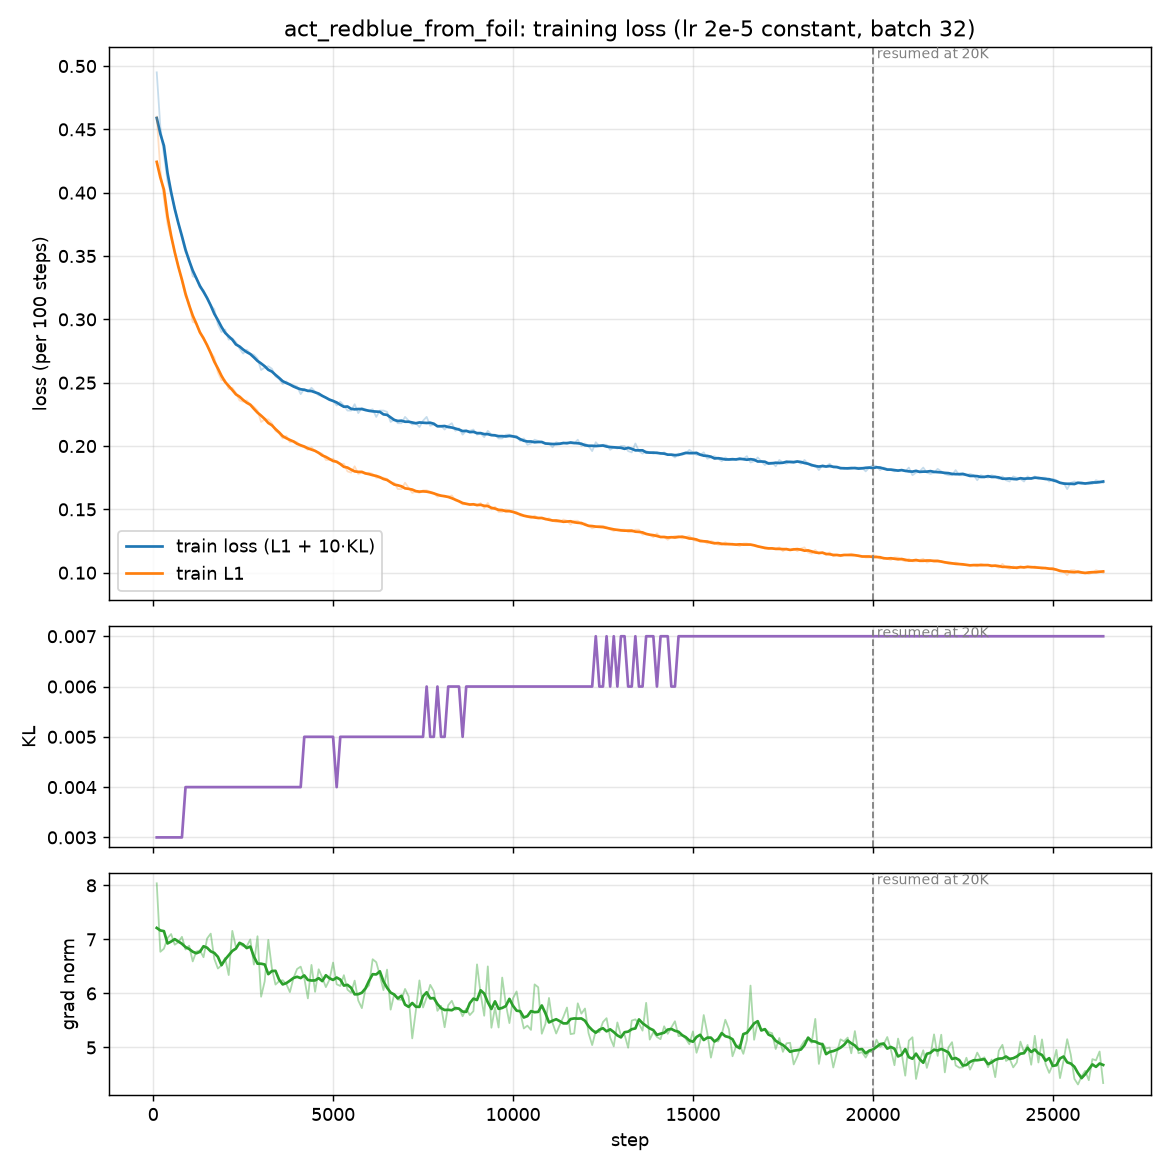 act_redblue_from_foil: training loss (lr 2e-5 constant, batch 32)
resumed at 20K
0.50
0.45
0.40
0.35
0.30
0.25
0.20
0.15
0.10
loss (per 100 steps)
train loss (L1 + 10·KL)
train L1
resumed at 20K
0.007
0.006
0.005
0.004
0.003
KL
resumed at 20K
8
7
6
5
grad norm
0 5000 10000 15000 20000 25000
step